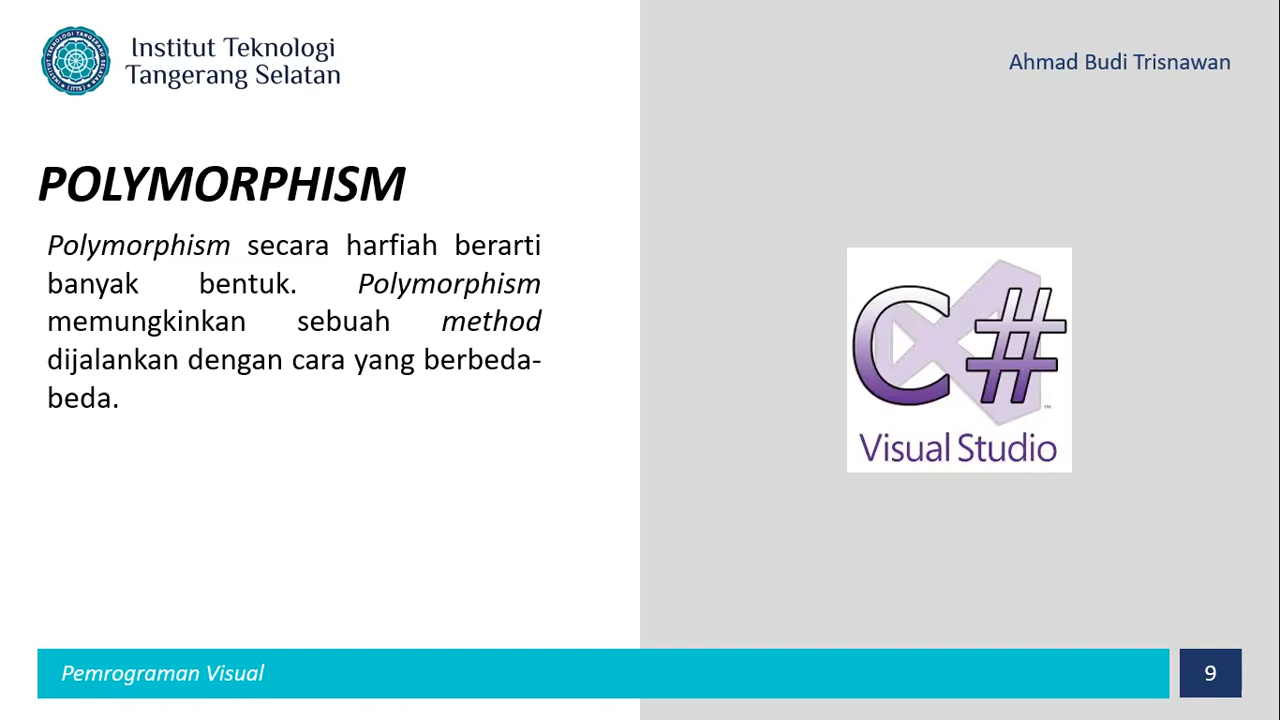 Institut Teknologi
Tangerang Selatan
Ahmad Budi Trisnawan
POLYMORPHISM
Polymorphism secara harfiah berarti
banyak bentuk. Polymorphism
memungkinkan sebuah method
dijalankan dengan cara yang berbeda-
beda.
C#
Visual Studio
Pemrograman Visual
9